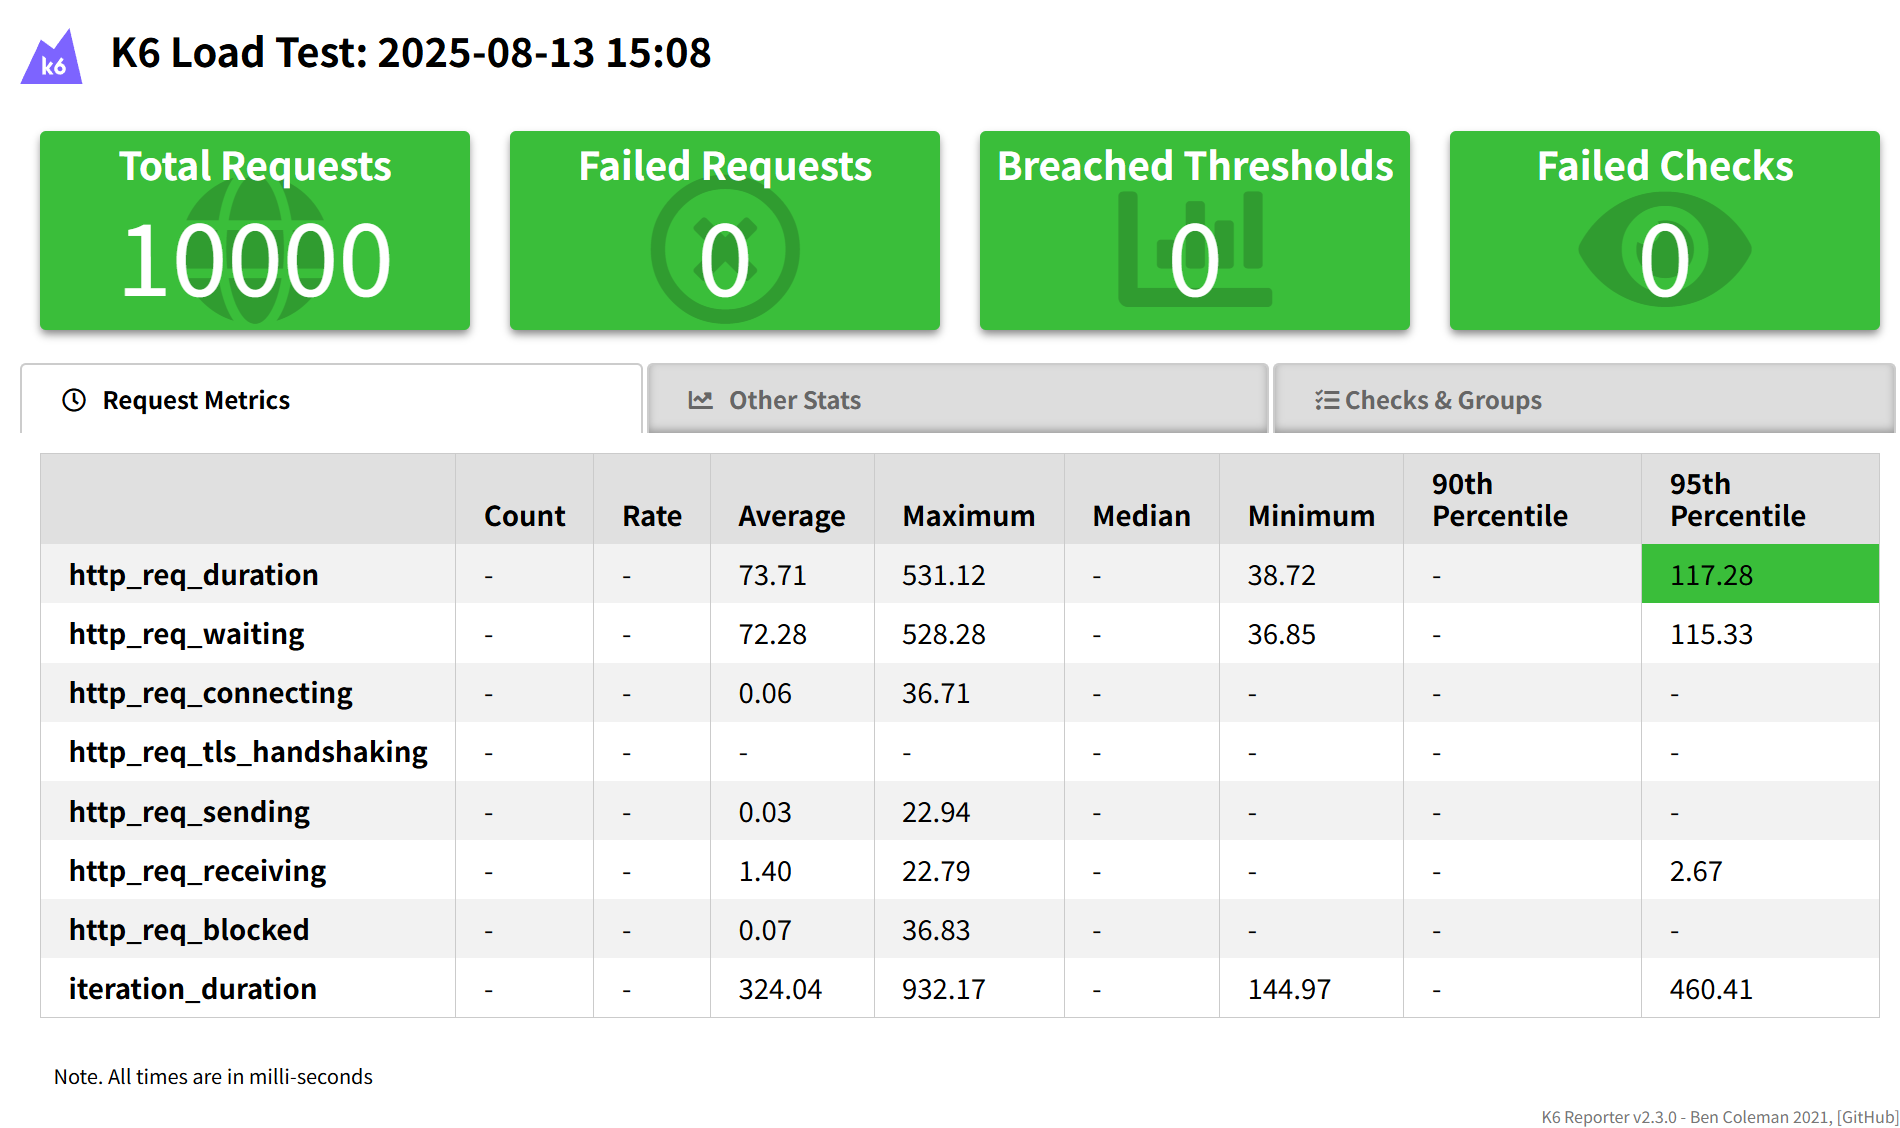 k6
K6 Load Test: 2025-08-13 15:08
Total Requests
10000
Failed Requests
0
Breached Thresholds
0
Failed Checks
0
Request Metrics
Other Stats
Checks & Groups
Count Rate Average Maximum Median Minimum 90th Percentile 95th Percentile
http_req_duration - - 73.71 531.12 - 38.72 - 117.28
http_req_waiting - - 72.28 528.28 - 36.85 - 115.33
http_req_connecting - - 0.06 36.71 - - - -
http_req_tls_handshaking - - - - - - - -
http_req_sending - - 0.03 22.94 - - - -
http_req_receiving - - 1.40 22.79 - - - 2.67
http_req_blocked - - 0.07 36.83 - - - -
iteration_duration - - 324.04 932.17 - 144.97 - 460.41
Note. All times are in milli-seconds
K6 Reporter v2.3.0 - Ben Coleman 2021, [GitHub]